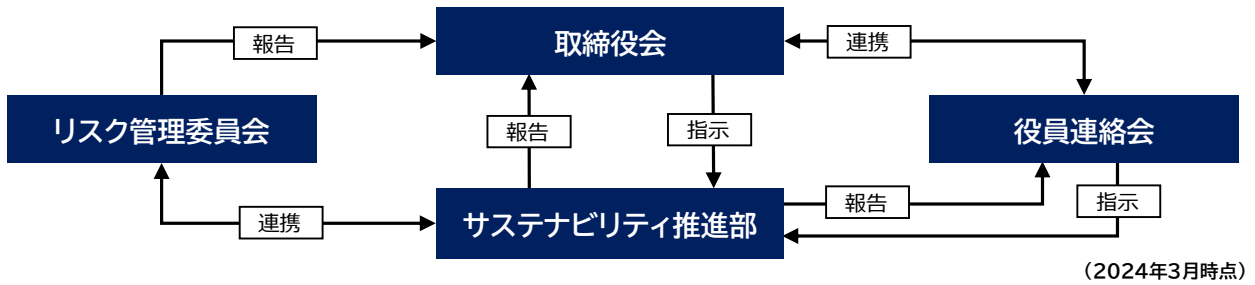 取締役会
報告
連携
リスク管理委員会
役員連絡会
報告
指示
サステナビリティ推進部
連携
報告
指示
（2024年3月時点）